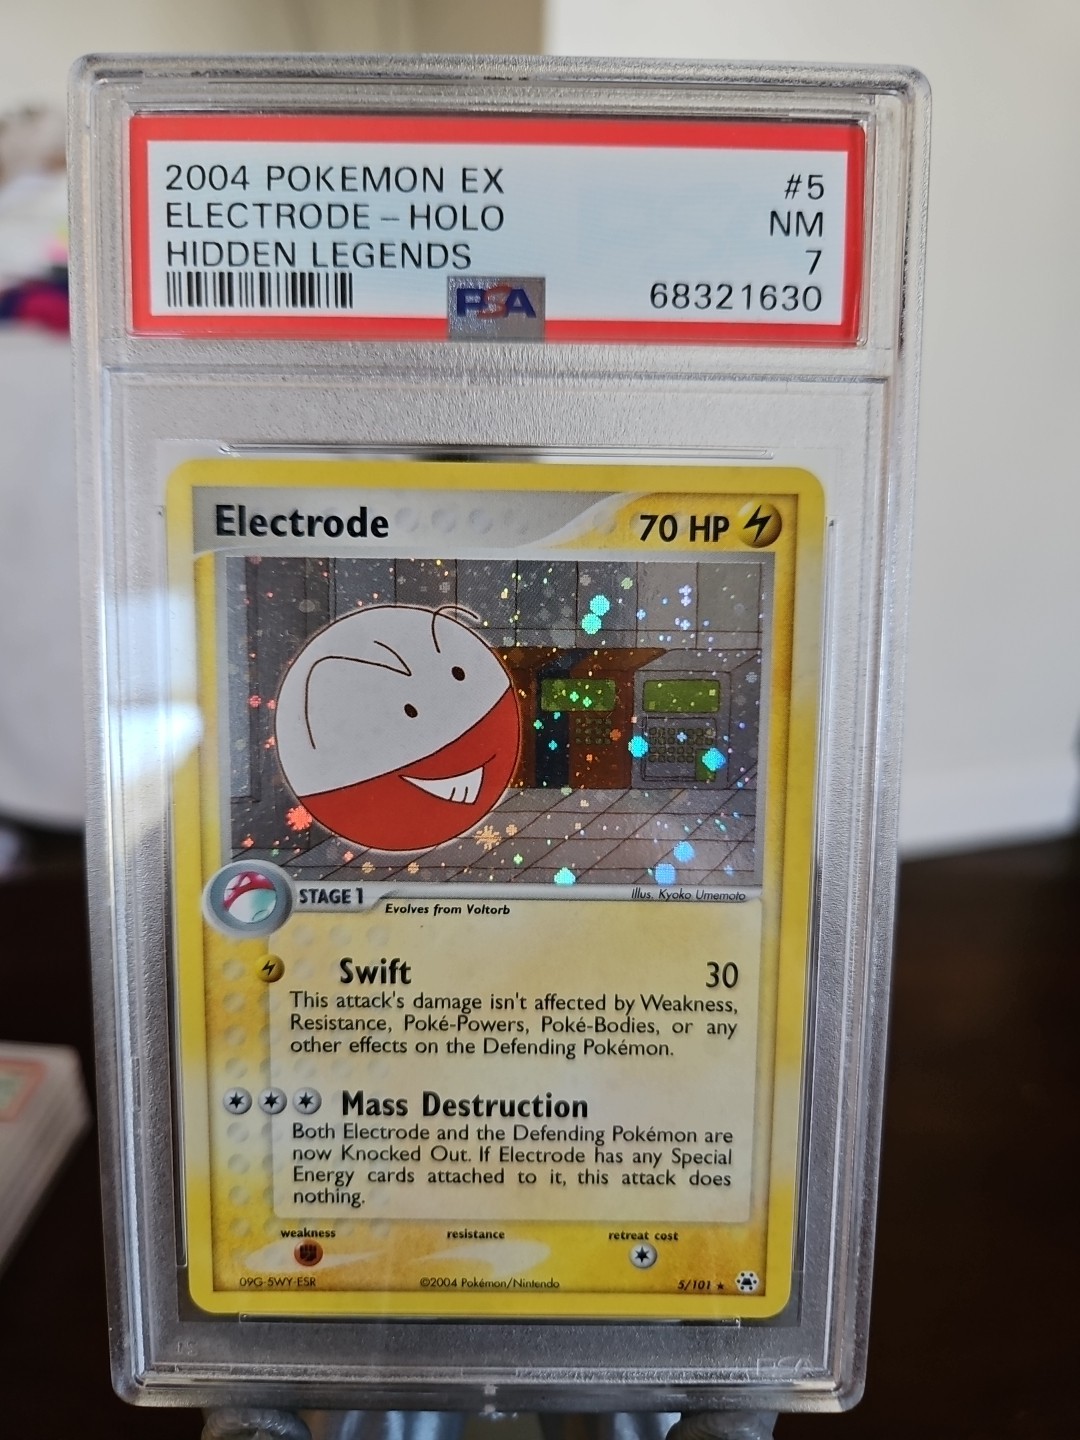 2004 POKEMON EX #5
ELECTRODE - HOLO NM
HIDDEN LEGENDS 7
PSA 68321630
Electrode 70 HP
STAGE 1 Illus. Kyoko Umemoto
Evolves from Voltorb
Swift 30
This attack's damage isn't affected by Weakness,
Resistance, Poké-Powers, Poké-Bodies, or any
other effects on the Defending Pokémon.
Mass Destruction
Both Electrode and the Defending Pokémon are
now Knocked Out. If Electrode has any Special
Energy cards attached to it, this attack does
nothing.
weakness resistance retreat cost
09G-5WY-ESR ©2004 Pokémon/Nintendo 5/101 ★
PSA